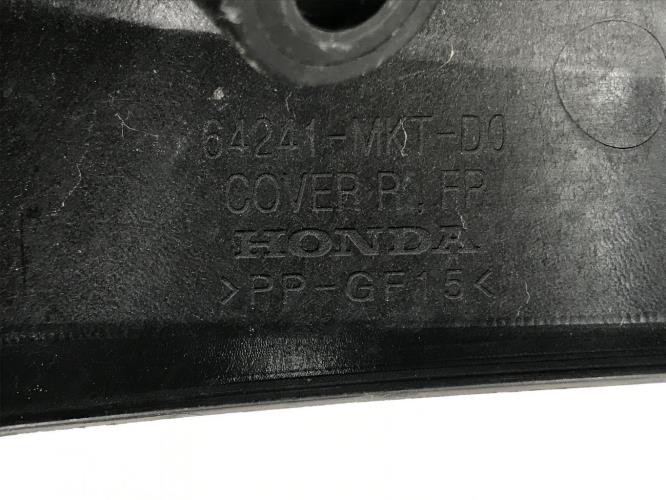 64241-MKT-D0
COVER R., FR
HONDA
>PP-GF15<